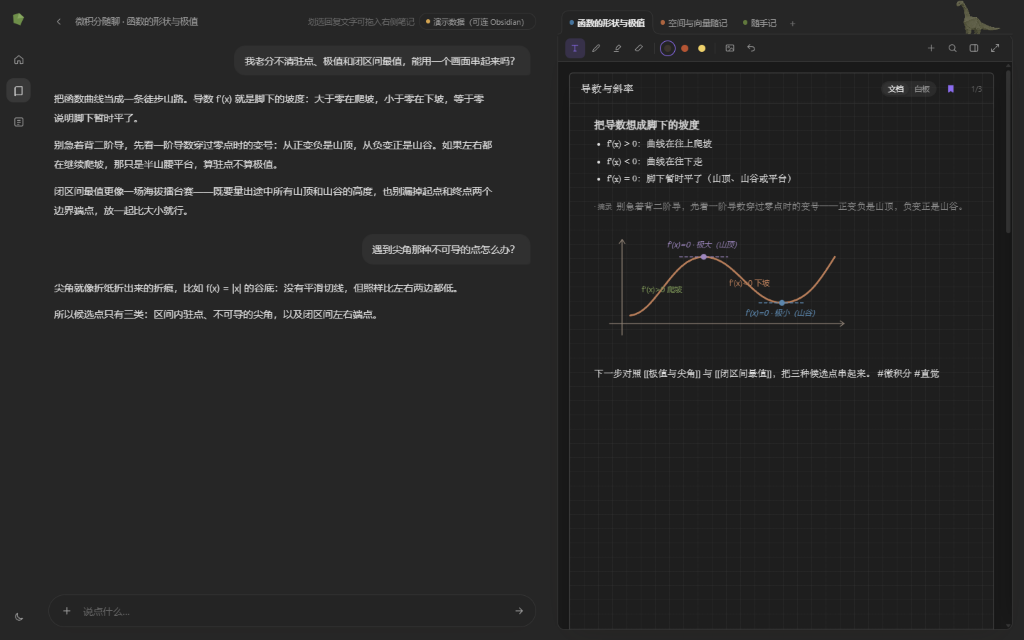 微积分随聊 · 函数的形状与极值
划选回复文字可拖入右侧笔记
演示数据（可连 Obsidian）
我老分不清驻点、极值和闭区间最值，能用一个画面串起来吗？
把函数曲线当成一条徒步山路。导数 f'(x) 就是脚下的坡度：大于零在爬坡，小于零在下坡，等于零
说明脚下暂时平了。
别急着背二阶导，先看一阶导数穿过零点时的变号：从正变负是山顶，从负变正是山谷。如果左右都
在继续爬坡，那只是半山腰平台，算驻点不算极值。
闭区间最值更像一场海拔擂台赛——既要量出途中所有山顶和山谷的高度，也别漏掉起点和终点两个
边界端点，放一起比大小就行。
遇到尖角那种不可导的点怎么办？
尖角就像折纸折出来的折痕，比如 f(x) = |x| 的谷底：没有平滑切线，但照样比左右两边都低。
所以候选点只有三类：区间内驻点、不可导的尖角，以及闭区间左右端点。
说点什么...
函数的形状与极值
空间与向量随记
随手记
T
导数与斜率
文档
白板
1/3
把导数想成脚下的坡度
• f'(x) > 0：曲线在往上爬坡
• f'(x) < 0：曲线在往下走
• f'(x) = 0：脚下暂时平了（山顶、山谷或平台）
别急着背二阶导，先看一阶导数穿过零点时的变号——正变负是山顶，负变正是山谷。
f'(x)=0 · 极大（山顶）
f'(x)>0 爬坡
f'(x)<0 下坡
f'(x)=0 · 极小（山谷）
下一步对照 [[极值与尖角]] 与 [[闭区间最值]]，把三种候选点串起来。 #微积分 #直觉